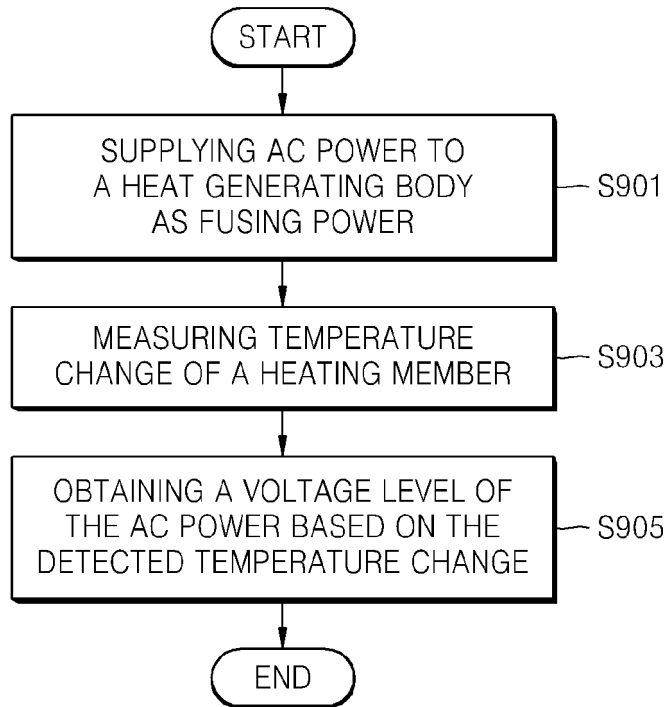 START
SUPPLYING AC POWER TO
A HEAT GENERATING BODY
AS FUSING POWER
S901
MEASURING TEMPERATURE
CHANGE OF A HEATING MEMBER
S903
OBTAINING A VOLTAGE LEVEL OF
THE AC POWER BASED ON THE
DETECTED TEMPERATURE CHANGE
S905
END